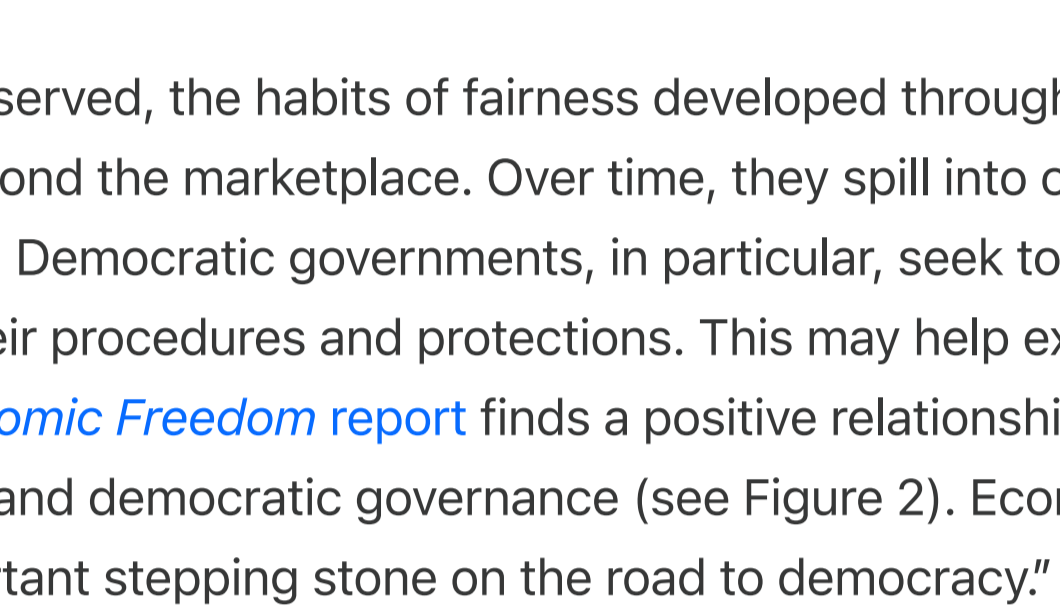 served, the habits of fairness developed through
ond the marketplace. Over time, they spill into
Democratic governments, in particular, seek to
eir procedures and protections. This may help ex
omic Freedom report finds a positive relationshi
and democratic governance (see Figure 2). Econ
tant stepping stone on the road to democracy.”